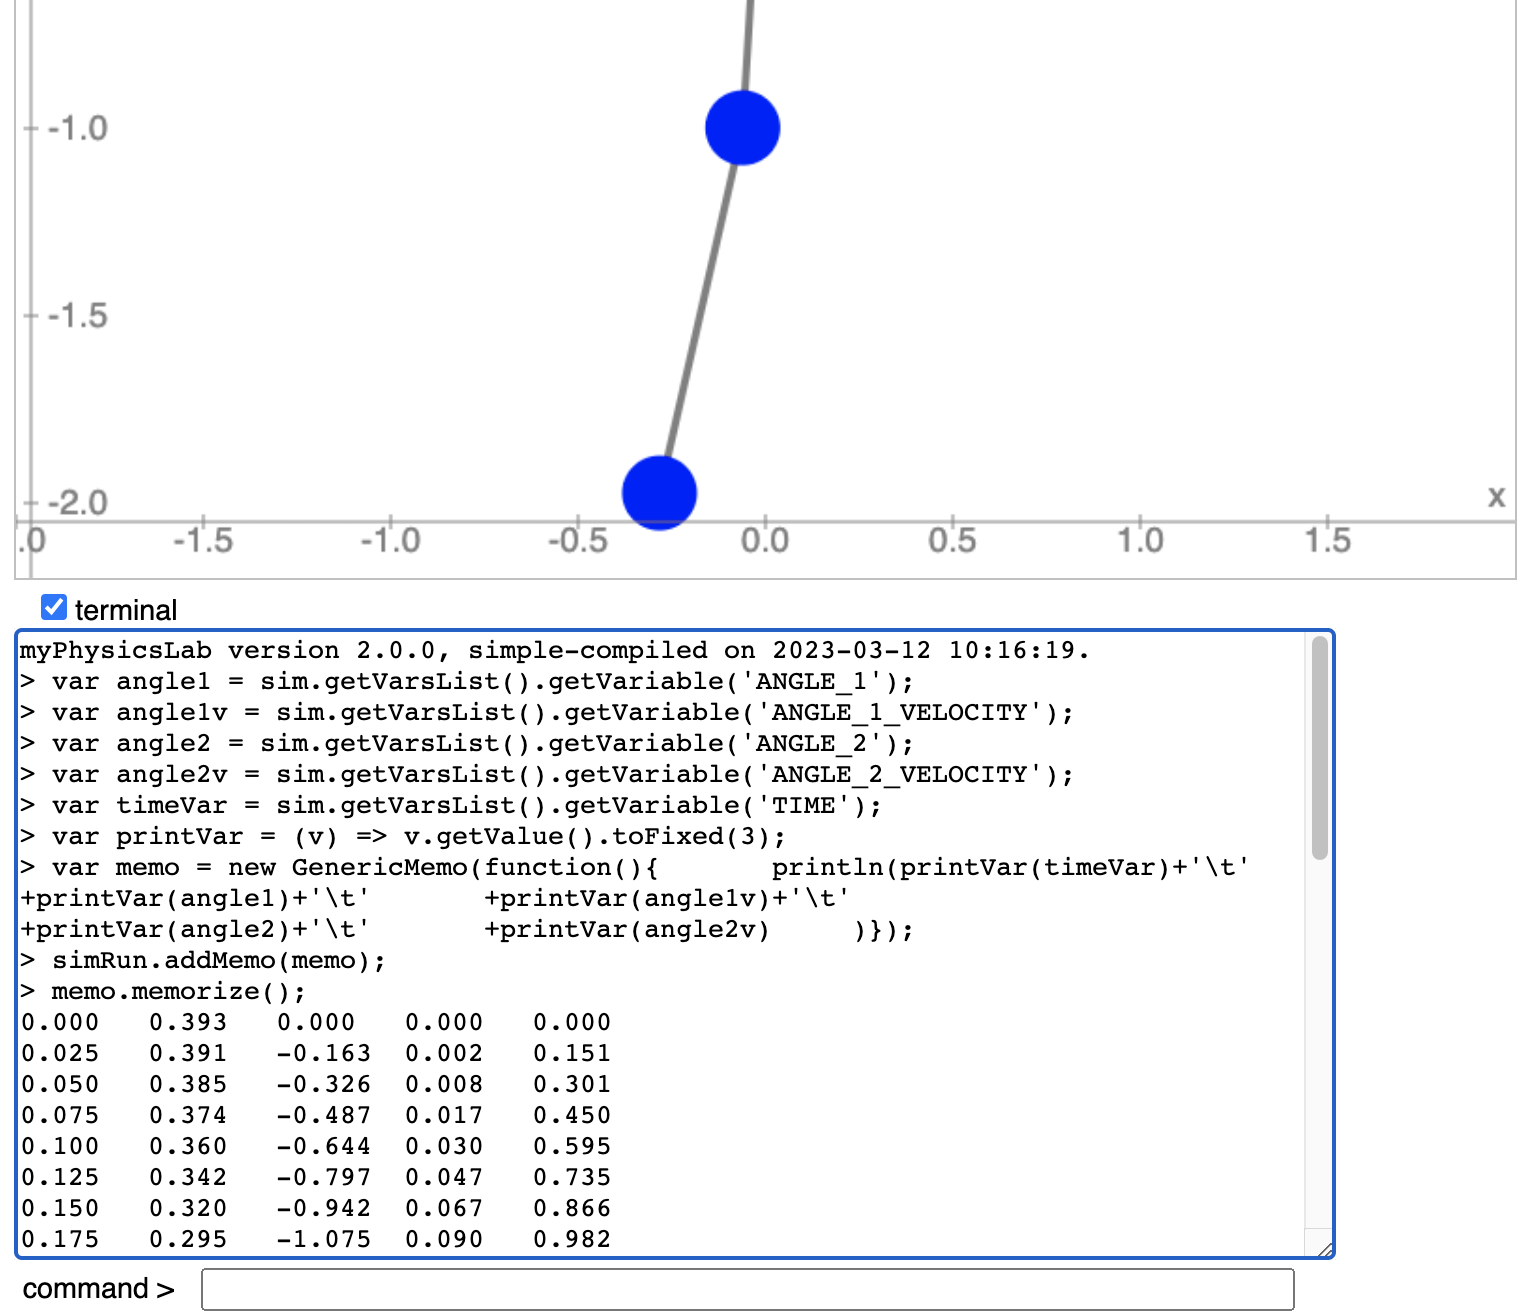 -1.0
-1.5
-2.0
x
.0 -1.5 -1.0 -0.5 0.0 0.5 1.0 1.5
terminal
myPhysicsLab version 2.0.0, simple-compiled on 2023-03-12 10:16:19.
> var angle1 = sim.getVarsList().getVariable('ANGLE_1');
> var angle1v = sim.getVarsList().getVariable('ANGLE_1_VELOCITY');
> var angle2 = sim.getVarsList().getVariable('ANGLE_2');
> var angle2v = sim.getVarsList().getVariable('ANGLE_2_VELOCITY');
> var timeVar = sim.getVarsList().getVariable('TIME');
> var printVar = (v) => v.getValue().toFixed(3);
> var memo = new GenericMemo(function(){       println(printVar(timeVar)+'\t'
+printVar(angle1)+'\t'       +printVar(angle1v)+'\t'
+printVar(angle2)+'\t'       +printVar(angle2v)     )});
> simRun.addMemo(memo);
> memo.memorize();
0.000 0.393 0.000 0.000 0.000
0.025 0.391 -0.163 0.002 0.151
0.050 0.385 -0.326 0.008 0.301
0.075 0.374 -0.487 0.017 0.450
0.100 0.360 -0.644 0.030 0.595
0.125 0.342 -0.797 0.047 0.735
0.150 0.320 -0.942 0.067 0.866
0.175 0.295 -1.075 0.090 0.982
command >